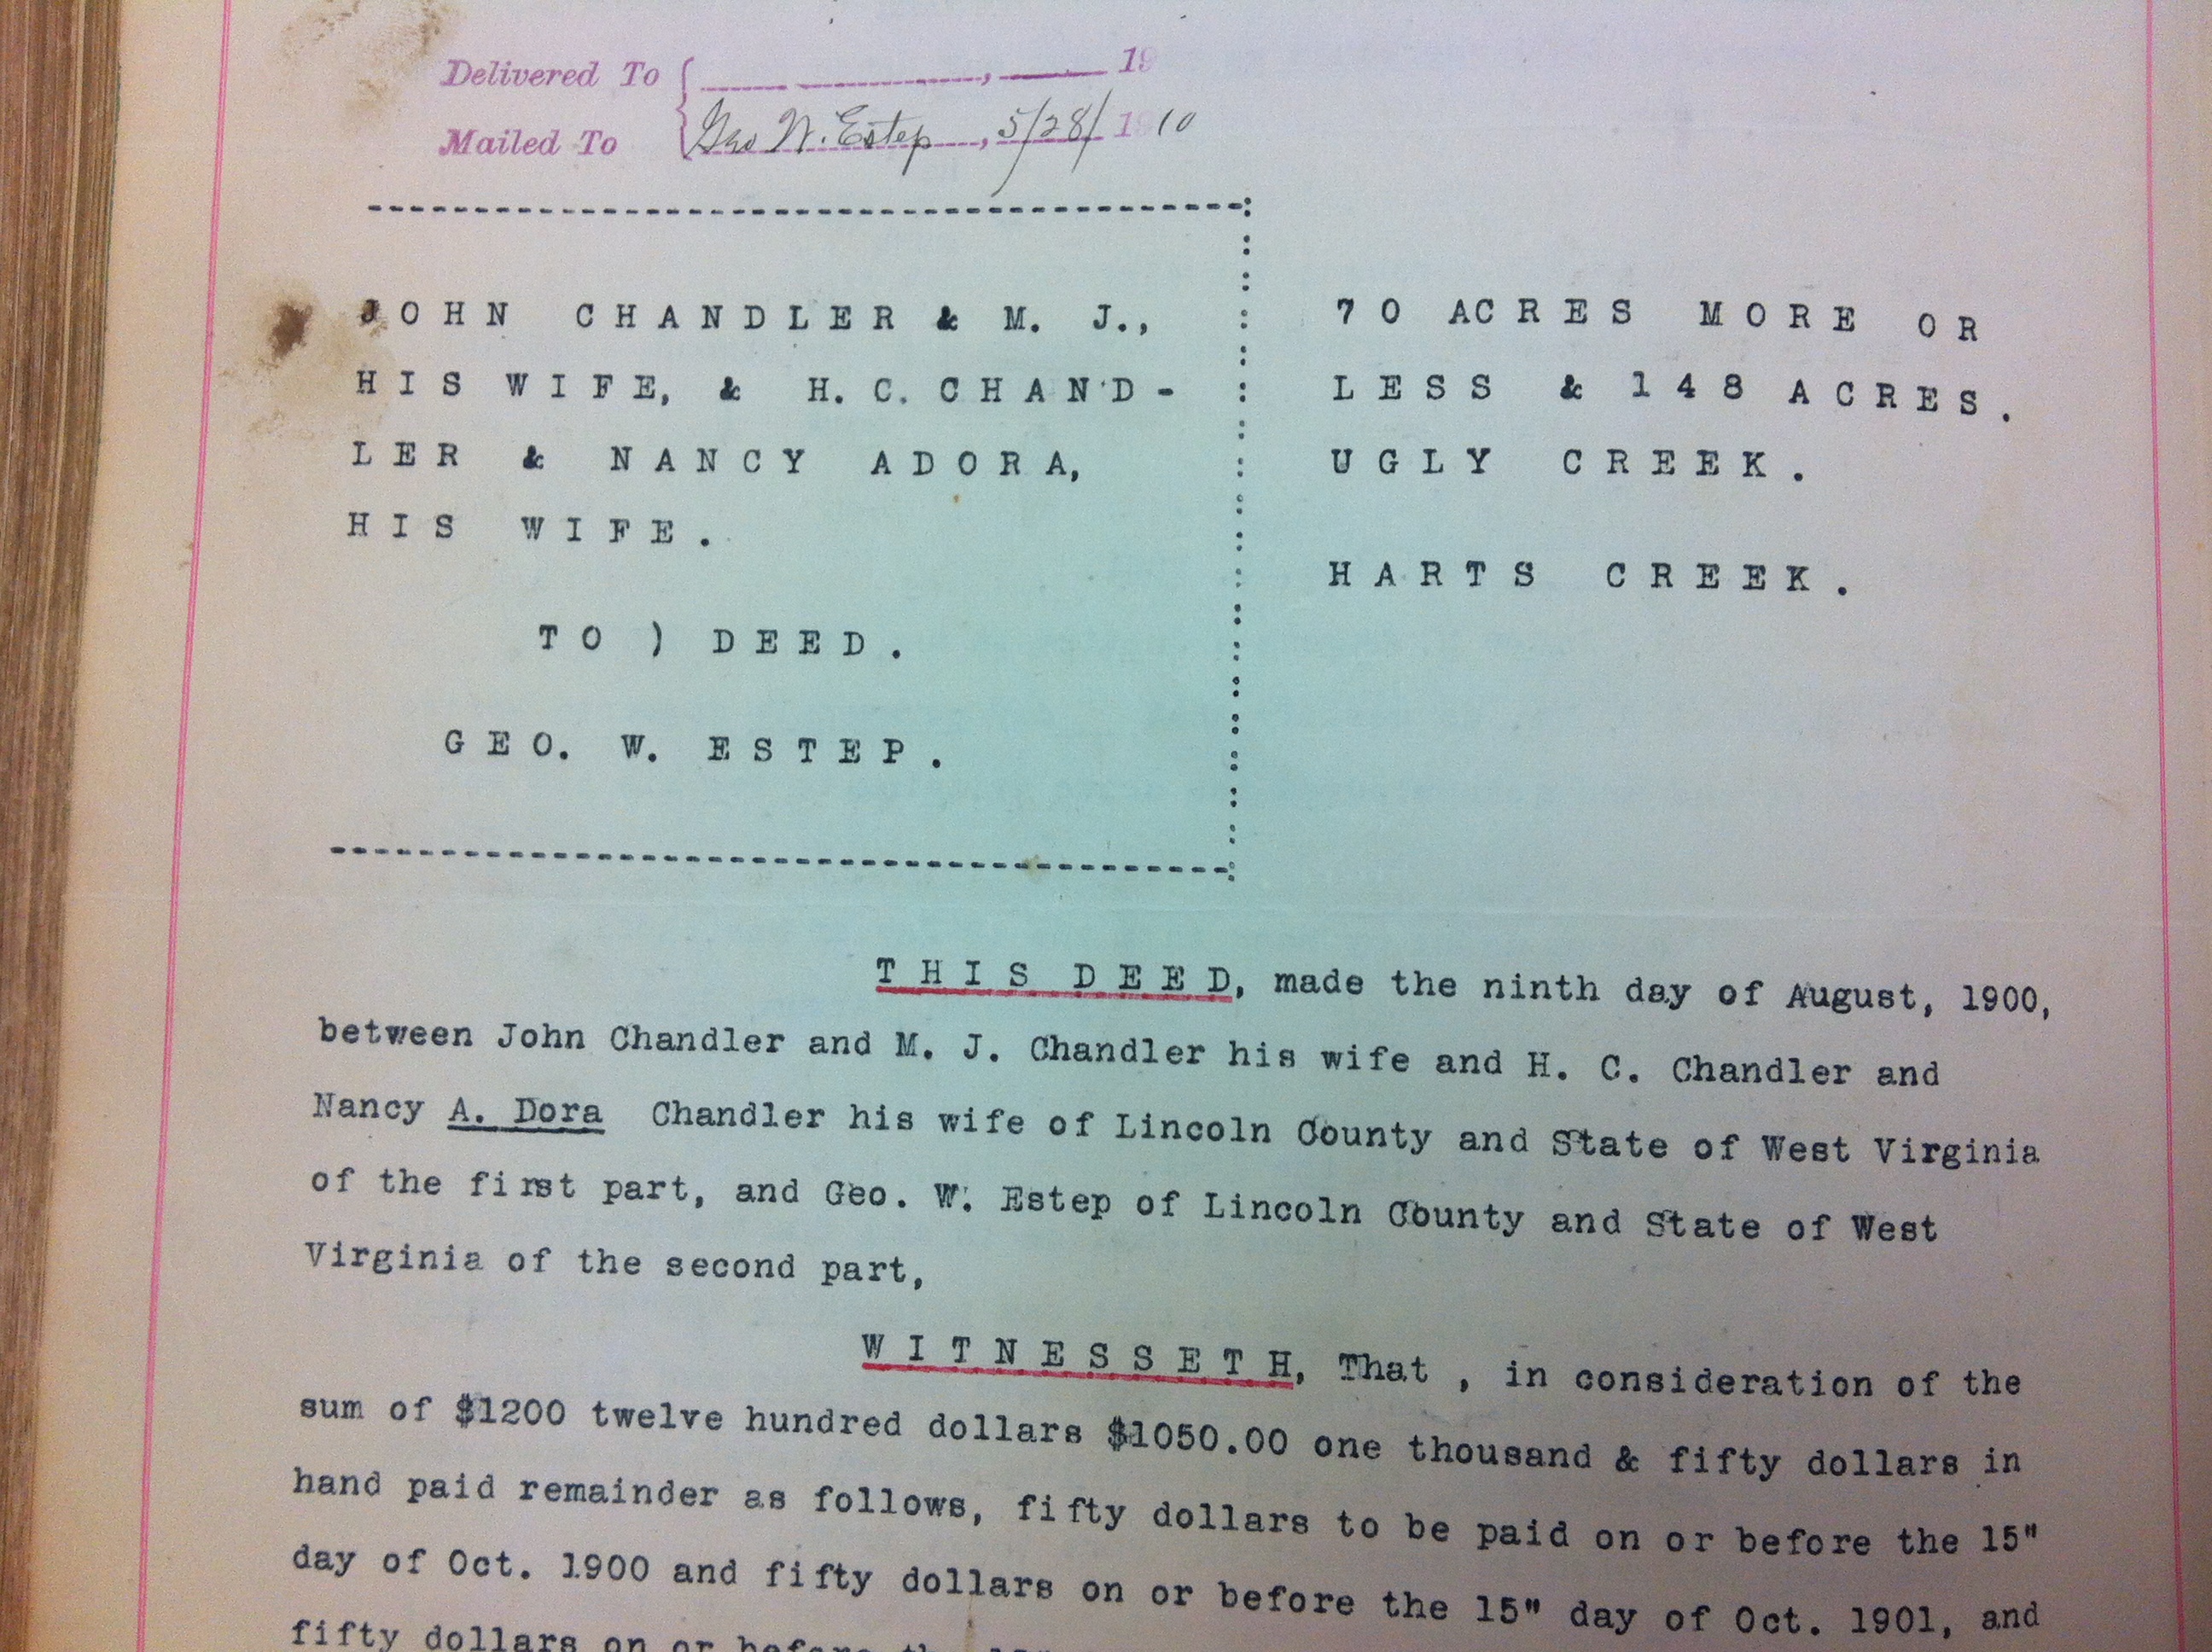 Delivered To { 19
Mailed To Geo W. Estep, 5/28/ 1910
JOHN CHANDLER & M. J.,
HIS WIFE, & H. C. CHAND-
LER & NANCY ADORA,
HIS WIFE.
TO ) DEED.
GEO. W. ESTEP.
70 ACRES MORE OR
LESS & 148 ACRES.
UGLY CREEK.
HARTS CREEK.
THIS DEED, made the ninth day of August, 1900,
between John Chandler and M. J. Chandler his wife and H. C. Chandler and
Nancy A. Dora Chandler his wife of Lincoln County and State of West Virginia
of the first part, and Geo. W. Estep of Lincoln County and State of West
Virginia of the second part,
WITNESSETH, That , in consideration of the
sum of $1200 twelve hundred dollars $1050.00 one thousand & fifty dollars in
hand paid remainder as follows, fifty dollars to be paid on or before the 15"
day of Oct. 1900 and fifty dollars on or before the 15" day of Oct. 1901, and
fifty dollars on or before the